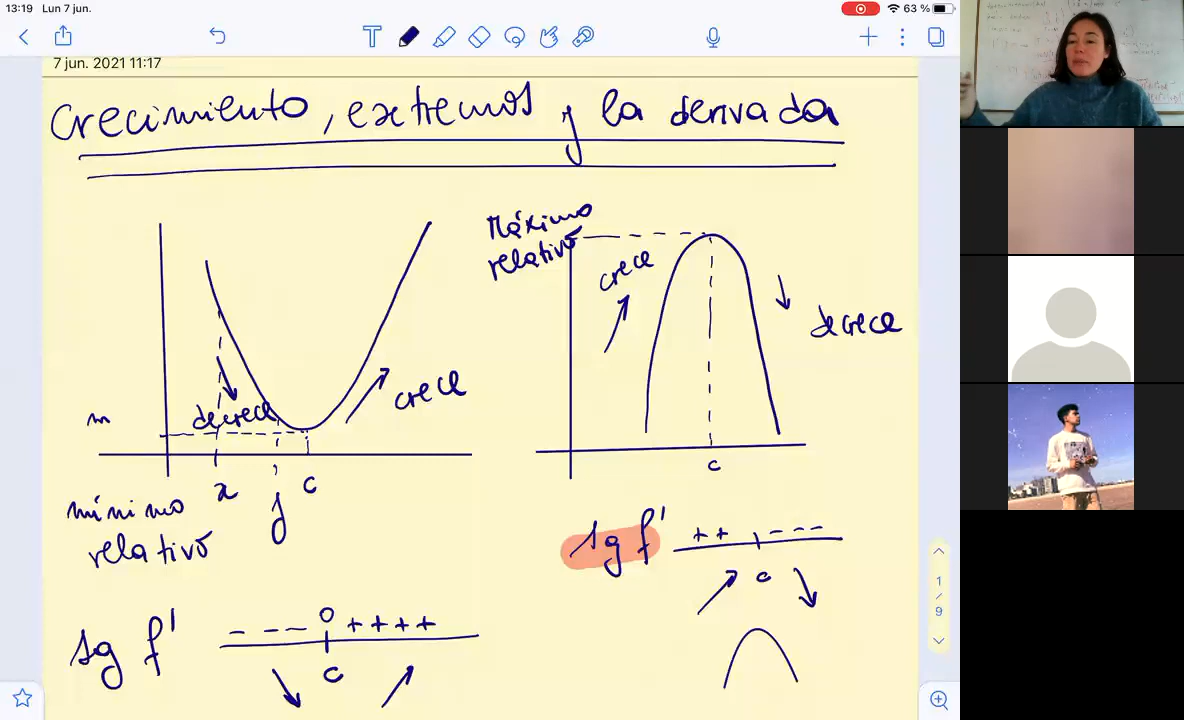 13:19 Lun 7 jun.
63 %
7 jun. 2021 11:17
Crecimiento, extremos y la derivada
Máximo
relativo
crece
decrece
crece
decrece
m
x
y
c
c
mínimo
relativo
sg f'
+ + - - -
c
sg f'
- - - - 0 + + + +
c
1
/
9